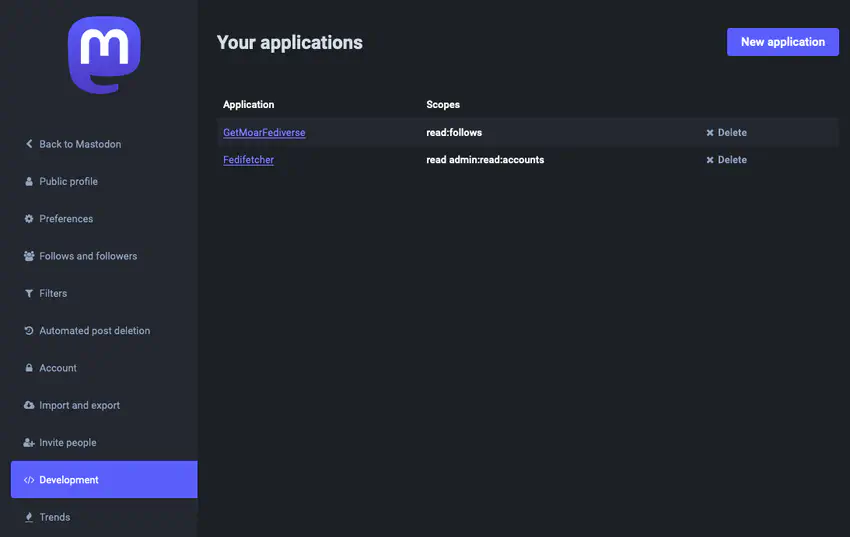 Your applications
New application
Application Scopes
GetMoarFediverse read:follows Delete
Fedifetcher read admin:read:accounts Delete
Back to Mastodon
Public profile
Preferences
Follows and followers
Filters
Automated post deletion
Account
Import and export
Invite people
Development
Trends